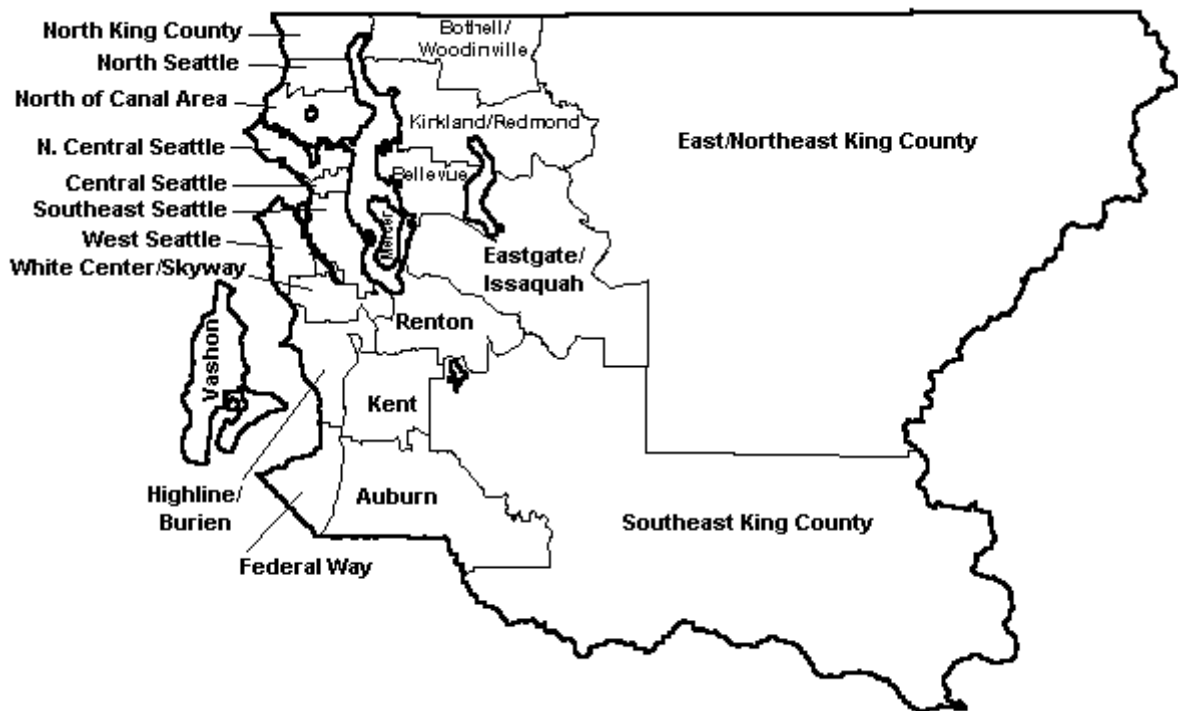 North King County
Bothell/
Woodinville
North Seattle
North of Canal Area
Kirkland/Redmond
East/Northeast King County
N. Central Seattle
Bellevue
Central Seattle
Southeast Seattle
Mercer
West Seattle
Eastgate/
Issaquah
White Center/Skyway
Renton
Vashon
Kent
Highline/
Burien
Auburn
Southeast King County
Federal Way